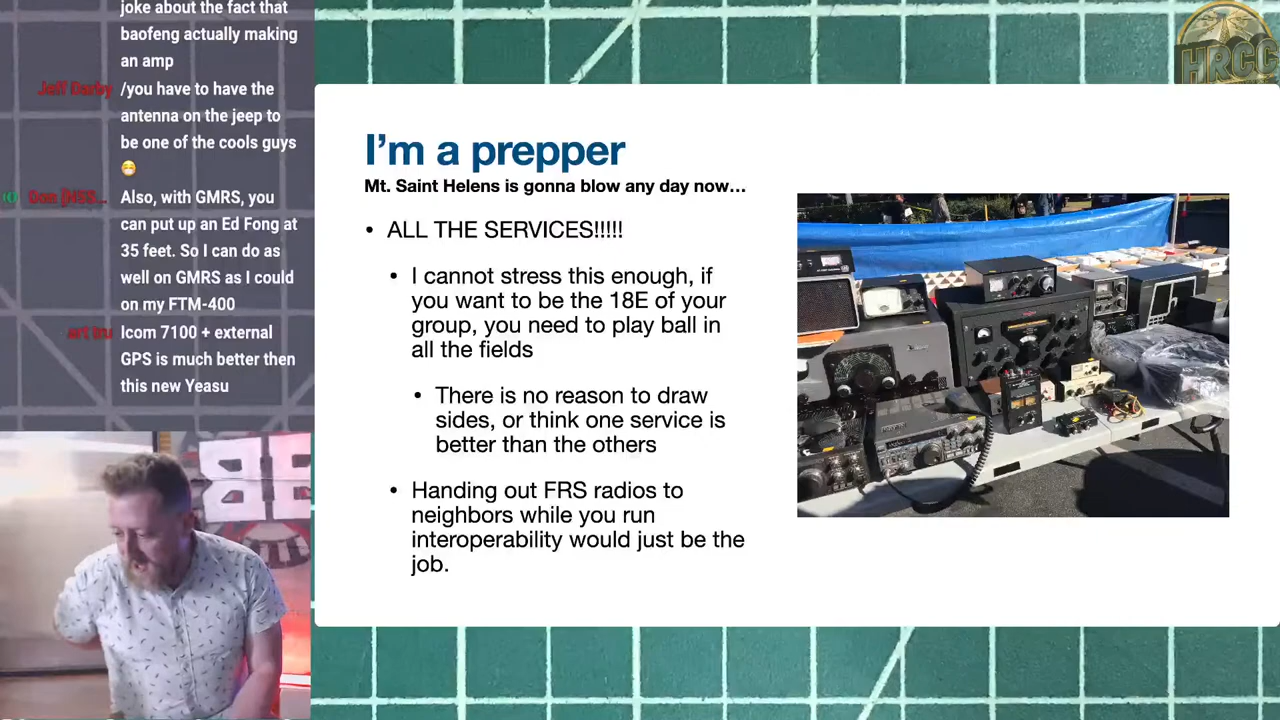 joke about the fact that
baofeng actually making
an amp
Jeff Darby /you have to have the
antenna on the jeep to
be one of the cools guys
Also, with GMRS, you
can put up an Ed Fong at
35 feet. So I can do as
well on GMRS as I could
on my FTM-400
Icom 7100 + external
GPS is much better then
this new Yeasu
HRCC
I’m a prepper
Mt. Saint Helens is gonna blow any day now…
• ALL THE SERVICES!!!!!
• I cannot stress this enough, if
you want to be the 18E of your
group, you need to play ball in
all the fields
• There is no reason to draw
sides, or think one service is
better than the others
• Handing out FRS radios to
neighbors while you run
interoperability would just be the
job.